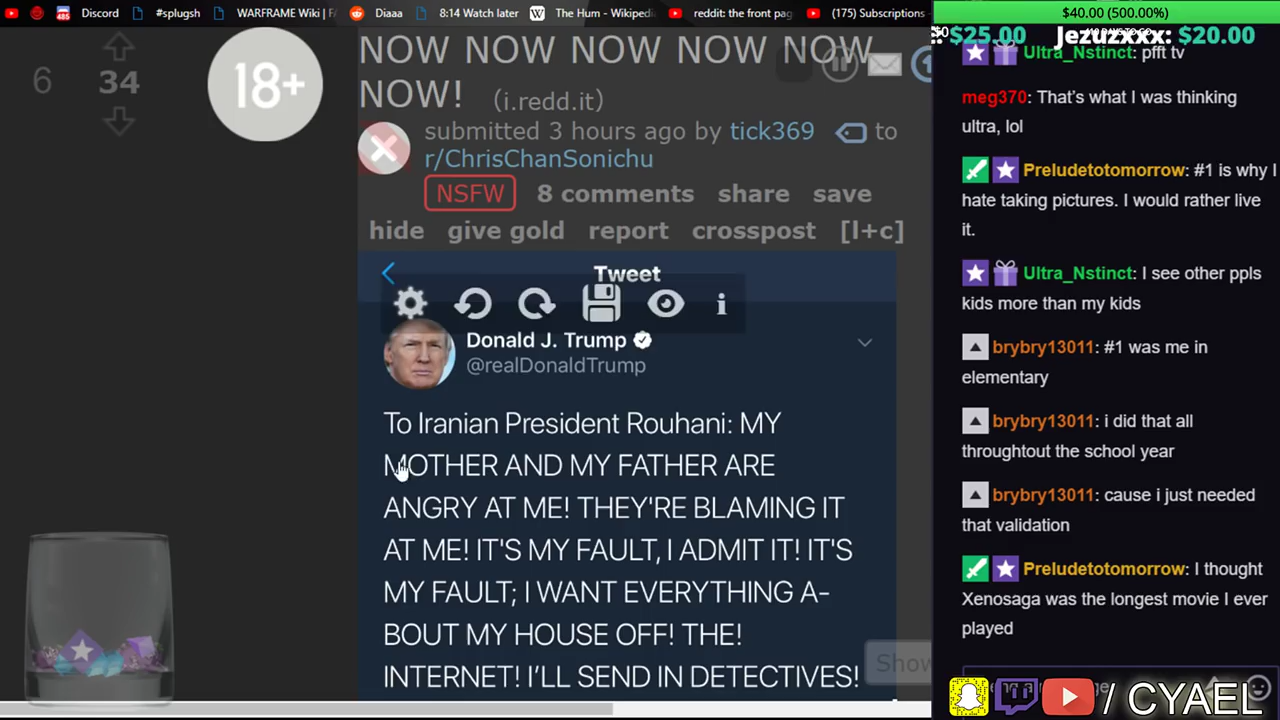 Discord
#splugsh
WARFRAME Wiki | FA
Diaaa
8:14 Watch later
The Hum - Wikipedi
reddit: the front pag
(175) Subscriptions -
6
34
18+
NOW NOW NOW NOW NOW
NOW! (i.redd.it)
submitted 3 hours ago by tick369 to
r/ChrisChanSonichu
NSFW 8 comments share save
hide give gold report crosspost [l+c]
Tweet
Donald J. Trump
@realDonaldTrump
To Iranian President Rouhani: MY
MOTHER AND MY FATHER ARE
ANGRY AT ME! THEY'RE BLAMING IT
AT ME! IT'S MY FAULT, I ADMIT IT! IT'S
MY FAULT; I WANT EVERYTHING A-
BOUT MY HOUSE OFF! THE!
INTERNET! I'LL SEND IN DETECTIVES!
Show
$40.00 (500.00%)
$25.00 Jezuzxxx: $20.00
Ultra_Nstinct: pfft tv
meg370: That's what I was thinking
ultra, lol
Preludetotomorrow: #1 is why I
hate taking pictures. I would rather live
it.
Ultra_Nstinct: I see other ppls
kids more than my kids
brybry13011: #1 was me in
elementary
brybry13011: i did that all
throughtout the school year
brybry13011: cause i just needed
that validation
Preludetotomorrow: I thought
Xenosaga was the longest movie I ever
played
/ CYAEL